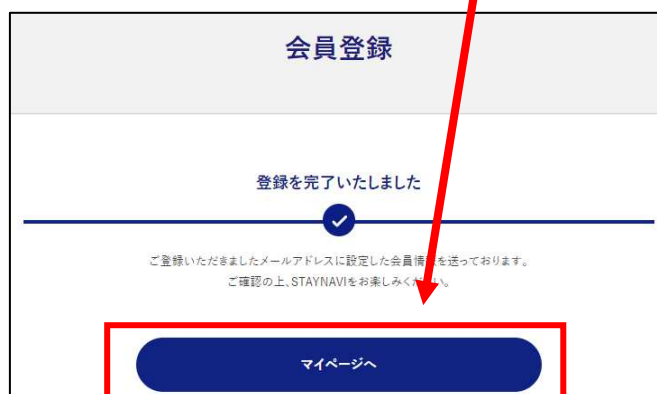 会員登録
登録を完了いたしました
ご登録いただきましたメールアドレスに設定した会員情報を送っております。
ご確認の上、STAYNAVIをお楽しみください。
マイページへ